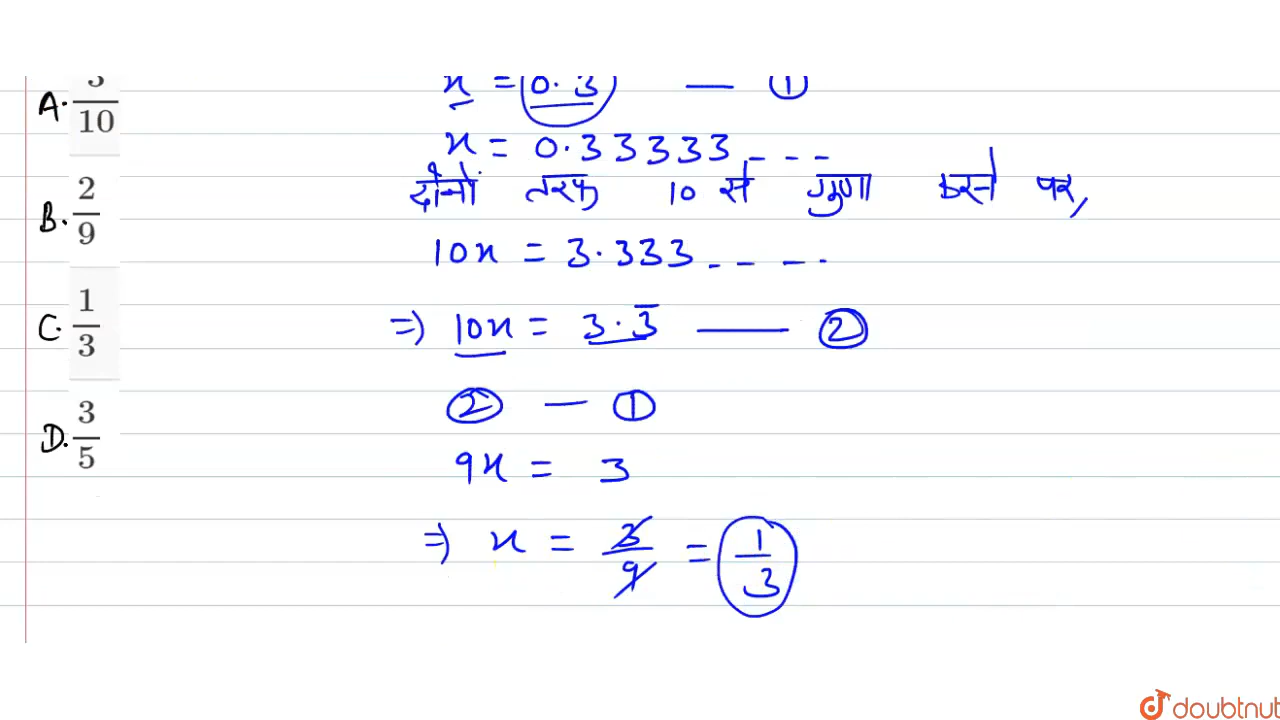 A. 3/10
B. 2/9
C. 1/3
D. 3/5
x = 0.3 — ①
x = 0.33333 - - -
दोनों तरफ 10 से गुणा करने पर,
10x = 3.333 - - - -
⇒ 10x = 3.3̅ — ②
② — ①
9x = 3
⇒ x = 3/9 = 1/3
doubtnut